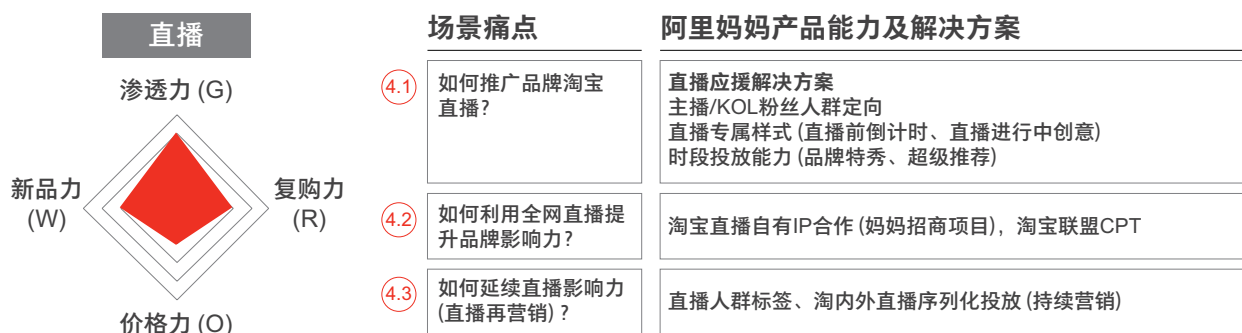 直播
渗透力 (G)
新品力
(W)
复购力
(R)
价格力 (O)
场景痛点
阿里妈妈产品能力及解决方案
4.1
如何推广品牌淘宝
直播?
直播应援解决方案
主播/KOL粉丝人群定向
直播专属样式 (直播前倒计时、直播进行中创意)
时段投放能力 (品牌特秀、超级推荐)
4.2
如何利用全网直播提
升品牌影响力?
淘宝直播自有IP合作 (妈妈招商项目),淘宝联盟CPT
4.3
如何延续直播影响力
(直播再营销) ?
直播人群标签、淘内外直播序列化投放 (持续营销)